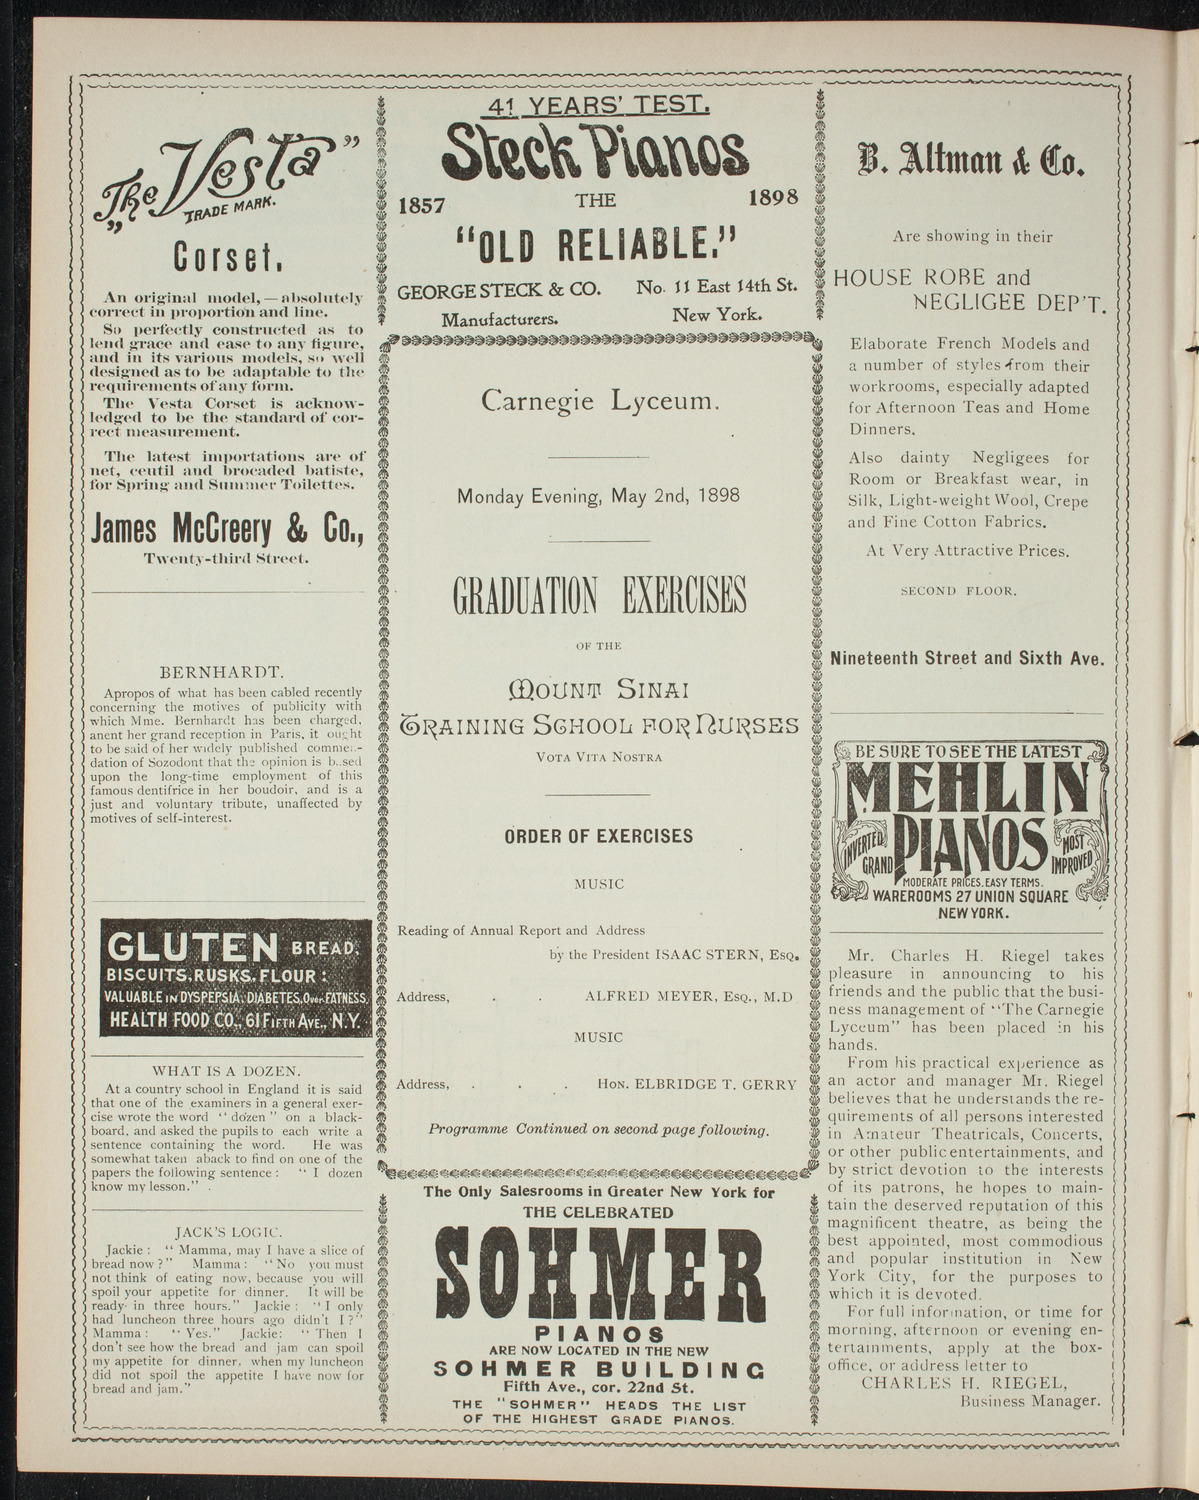 "The Vesta"
TRADE MARK.
Corset.
An original model,—absolutely
correct in proportion and line.
So perfectly constructed as to
lend grace and ease to any figure,
and in its various models, so well
designed as to be adaptable to the
requirements of any form.
The Vesta Corset is acknow-
ledged to be the standard of cor-
rect measurement.
The latest importations are of
net, coutil and brocaded batiste,
for Spring and Summer Toilettes.
James McCreery & Co.,
Twenty-third Street.
BERNHARDT.
Apropos of what has been cabled recently
concerning the motives of publicity with
which Mme. Bernhardt has been charged,
anent her grand reception in Paris, it ought
to be said of her widely published commen-
dation of Sozodont that the opinion is based
upon the long-time employment of this
famous dentifrice in her boudoir, and is a
just and voluntary tribute, unaffected by
motives of self-interest.
GLUTEN BREAD,
BISCUITS, RUSKS, FLOUR:
VALUABLE IN DYSPEPSIA, DIABETES, Over-FATNESS.
HEALTH FOOD CO., 61 FIFTH AVE., N.Y.
WHAT IS A DOZEN.
At a country school in England it is said
that one of the examiners in a general exer-
cise wrote the word "dozen" on a black-
board, and asked the pupils to each write a
sentence containing the word. He was
somewhat taken aback to find on one of the
papers the following sentence: "I dozen
know my lesson."
JACK'S LOGIC.
Jackie: "Mamma, may I have a slice of
bread now?" Mamma: "No you must
not think of eating now, because you will
spoil your appetite for dinner. It will be
ready in three hours." Jackie: "I only
had luncheon three hours ago didn't I?"
Mamma: "Yes." Jackie: "Then I
don't see how the bread and jam can spoil
my appetite for dinner, when my luncheon
did not spoil the appetite I have now for
bread and jam."
41 YEARS' TEST.
Steck Pianos
1857 THE 1898
"OLD RELIABLE."
GEORGE STECK & CO. No. 11 East 14th St.
Manufacturers. New York.
Carnegie Lyceum.
Monday Evening, May 2nd, 1898
GRADUATION EXERCISES
OF THE
MOUNT SINAI
TRAINING SCHOOL FOR NURSES
VOTA VITA NOSTRA
ORDER OF EXERCISES
MUSIC
Reading of Annual Report and Address
by the President ISAAC STERN, ESQ.
Address, . . ALFRED MEYER, ESQ., M.D
MUSIC
Address, . . . HON. ELBRIDGE T. GERRY
Programme Continued on second page following.
The Only Salesrooms in Greater New York for
THE CELEBRATED
SOHMER
PIANOS
ARE NOW LOCATED IN THE NEW
SOHMER BUILDING
Fifth Ave., cor. 22nd St.
THE "SOHMER" HEADS THE LIST
OF THE HIGHEST GRADE PIANOS.
B. Altman & Co.
Are showing in their
HOUSE ROBE and
NEGLIGEE DEP'T.
Elaborate French Models and
a number of styles from their
workrooms, especially adapted
for Afternoon Teas and Home
Dinners.
Also dainty Negligees for
Room or Breakfast wear, in
Silk, Light-weight Wool, Crepe
and Fine Cotton Fabrics.
At Very Attractive Prices.
SECOND FLOOR.
Nineteenth Street and Sixth Ave.
BE SURE TO SEE THE LATEST
MEHLIN
PIANOS
INVERTED GRAND
MOST IMPROVED
MODERATE PRICES. EASY TERMS.
WAREROOMS 27 UNION SQUARE
NEW YORK.
Mr. Charles H. Riegel takes
pleasure in announcing to his
friends and the public that the busi-
ness management of "The Carnegie
Lyceum" has been placed in his
hands.
From his practical experience as
an actor and manager Mr. Riegel
believes that he understands the re-
quirements of all persons interested
in Amateur Theatricals, Concerts,
or other public entertainments, and
by strict devotion to the interests
of its patrons, he hopes to main-
tain the deserved reputation of this
magnificent theatre, as being the
best appointed, most commodious
and popular institution in New
York City, for the purposes to
which it is devoted.
For full information, or time for
morning, afternoon or evening en-
tertainments, apply at the box-
office, or address letter to
CHARLES H. RIEGEL,
Business Manager.